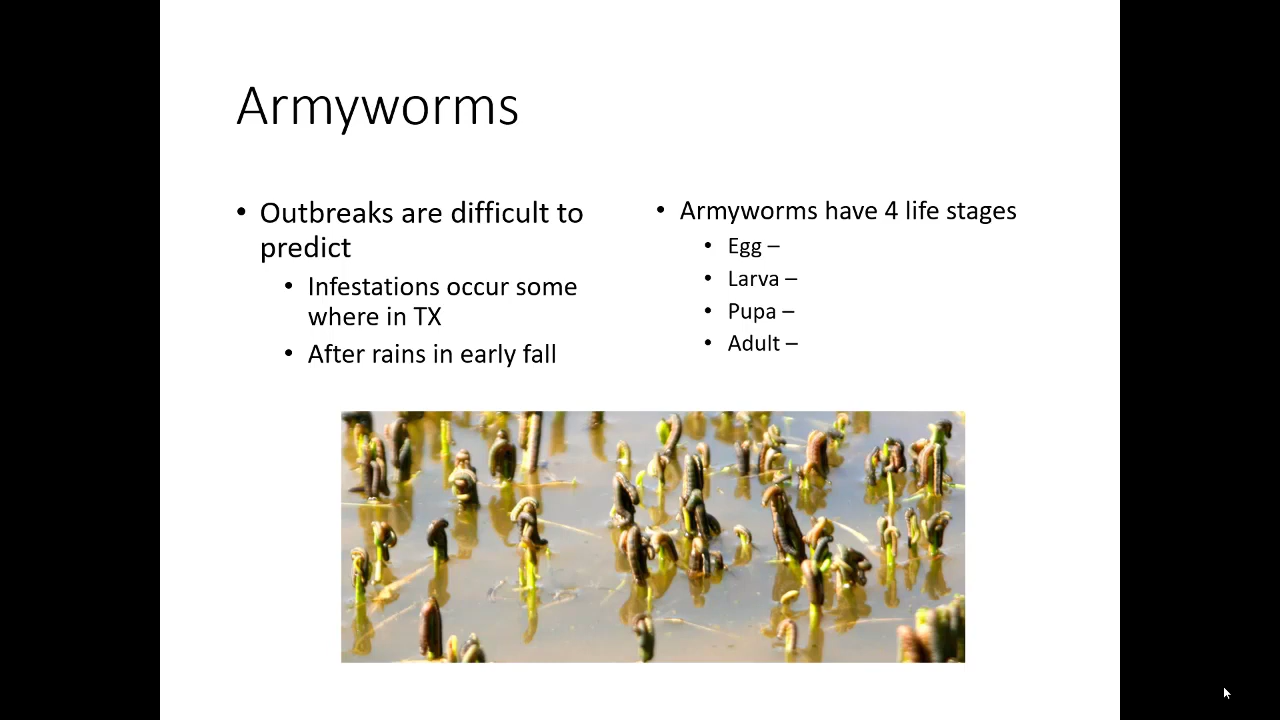 Armyworms
• Outbreaks are difficult to
predict
• Infestations occur some
where in TX
• After rains in early fall
• Armyworms have 4 life stages
• Egg –
• Larva –
• Pupa –
• Adult –